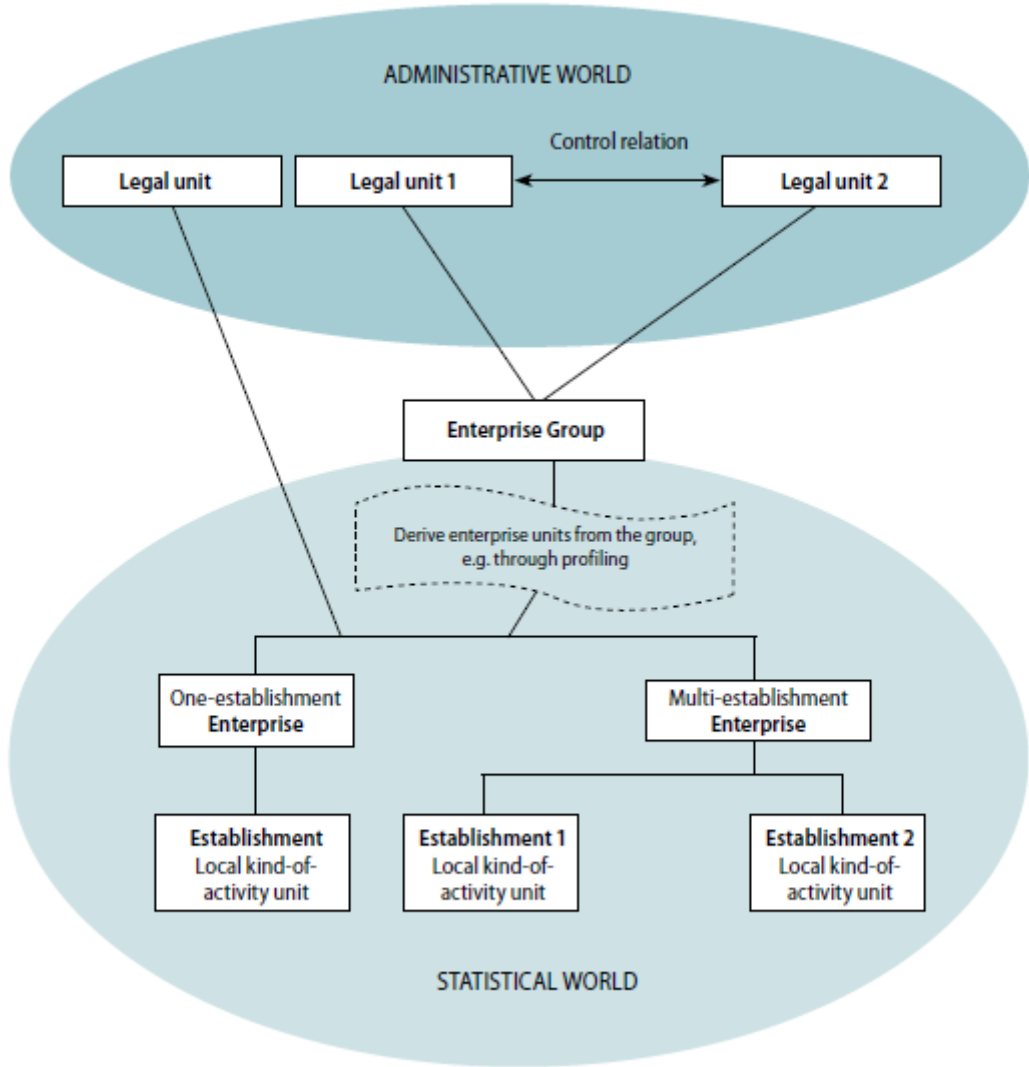 ADMINISTRATIVE WORLD
Control relation
Legal unit
Legal unit 1
Legal unit 2
Enterprise Group
Derive enterprise units from the group,
e.g. through profiling
One-establishment
Enterprise
Multi-establishment
Enterprise
Establishment
Local kind-of-
activity unit
Establishment 1
Local kind-of-
activity unit
Establishment 2
Local kind-of-
activity unit
STATISTICAL WORLD